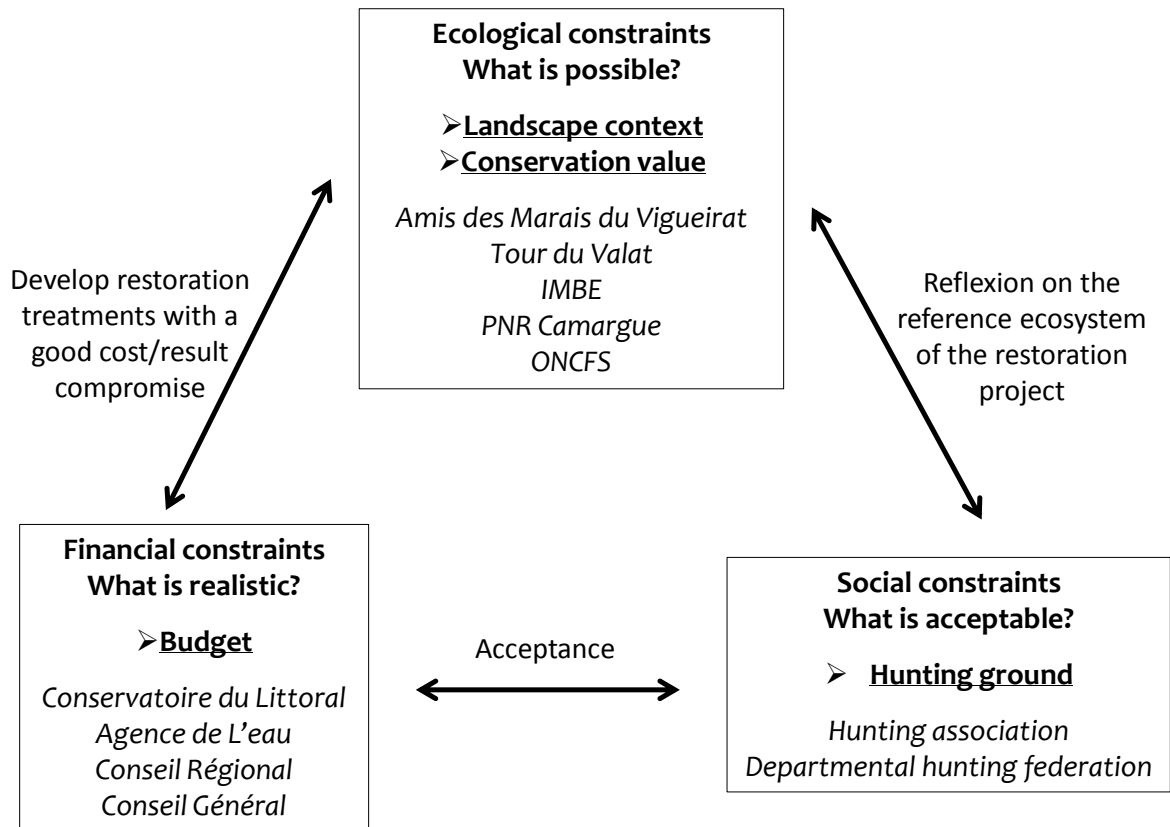 Ecological constraints
What is possible?
➢Landscape context
➢Conservation value
Amis des Marais du Vigueirat
Tour du Valat
IMBE
PNR Camargue
ONCFS
Develop restoration
treatments with a
good cost/result
compromise
Reflexion on the
reference ecosystem
of the restoration
project
Financial constraints
What is realistic?
➢Budget
Conservatoire du Littoral
Agence de L’eau
Conseil Régional
Conseil Général
Acceptance
Social constraints
What is acceptable?
➢ Hunting ground
Hunting association
Departmental hunting federation